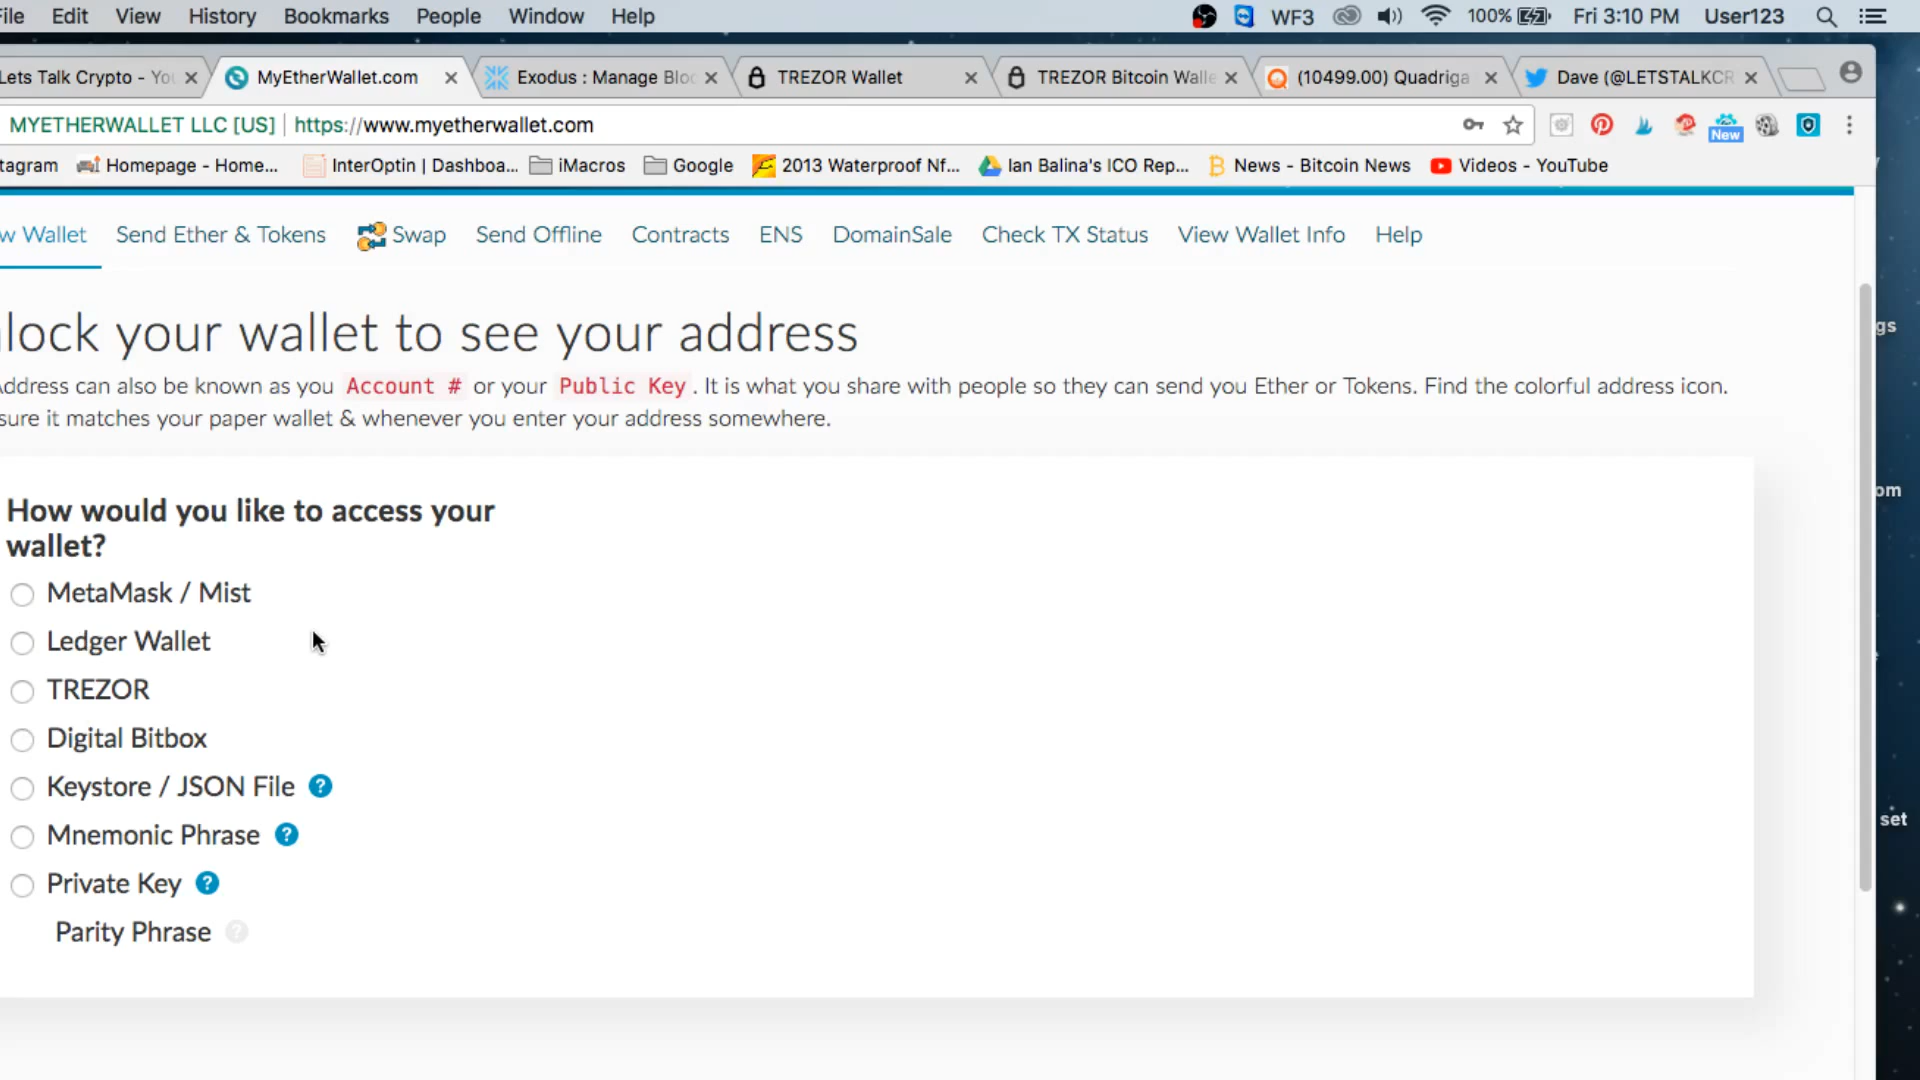 File Edit View History Bookmarks People Window Help WF3 100% Fri 3:10 PM User123
Lets Talk Crypto - You MyEtherWallet.com Exodus : Manage Bloc TREZOR Wallet TREZOR Bitcoin Walle (10499.00) Quadriga Dave (@LETSTALKCR
MYETHERWALLET LLC [US] https://www.myetherwallet.com New
tagram Homepage - Home... InterOptin | Dashboa... iMacros Google 2013 Waterproof Nf... Ian Balina's ICO Rep... News - Bitcoin News Videos - YouTube
w Wallet Send Ether & Tokens Swap Send Offline Contracts ENS DomainSale Check TX Status View Wallet Info Help
lock your wallet to see your address
gs
Address can also be known as you Account # or your Public Key. It is what you share with people so they can send you Ether or Tokens. Find the colorful address icon.
sure it matches your paper wallet & whenever you enter your address somewhere.
om
How would you like to access your
wallet?
MetaMask / Mist
Ledger Wallet
TREZOR
Digital Bitbox
Keystore / JSON File ?
set
Mnemonic Phrase ?
Private Key ?
Parity Phrase ?